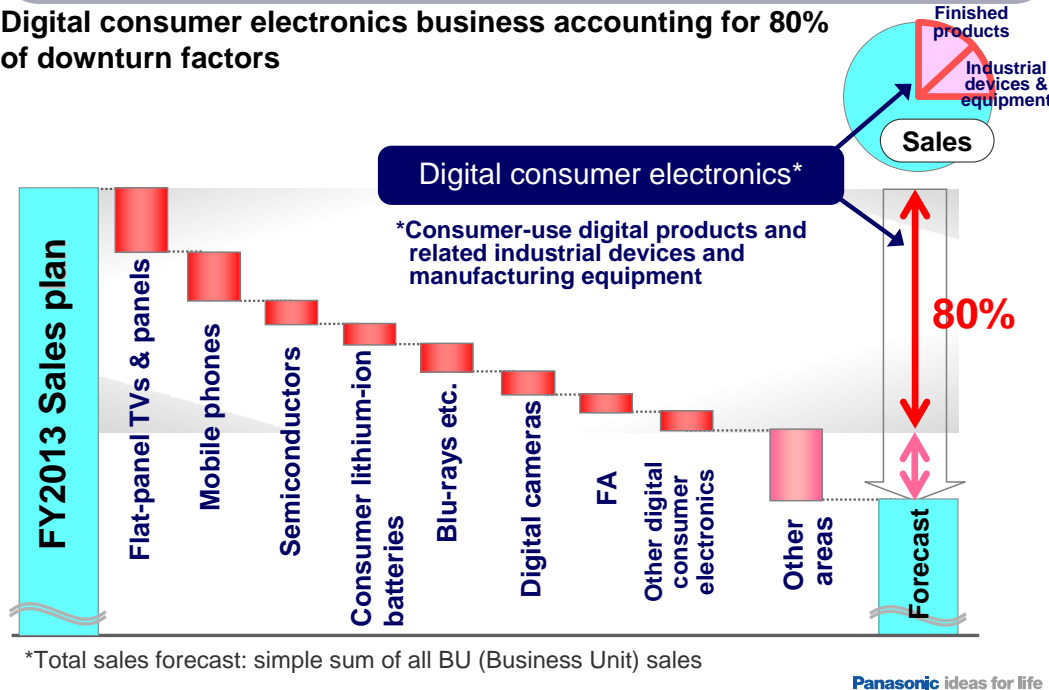 Digital consumer electronics business accounting for 80%
of downturn factors
Finished
products
Industrial
devices &
equipment
Sales
Digital consumer electronics*
*Consumer-use digital products and
related industrial devices and
manufacturing equipment
80%
FY2013 Sales plan
Flat-panel TVs & panels
Mobile phones
Semiconductors
Consumer lithium-ion
batteries
Blu-rays etc.
Digital cameras
FA
Other digital
consumer
electronics
Other
areas
Forecast
*Total sales forecast: simple sum of all BU (Business Unit) sales
Panasonic ideas for life